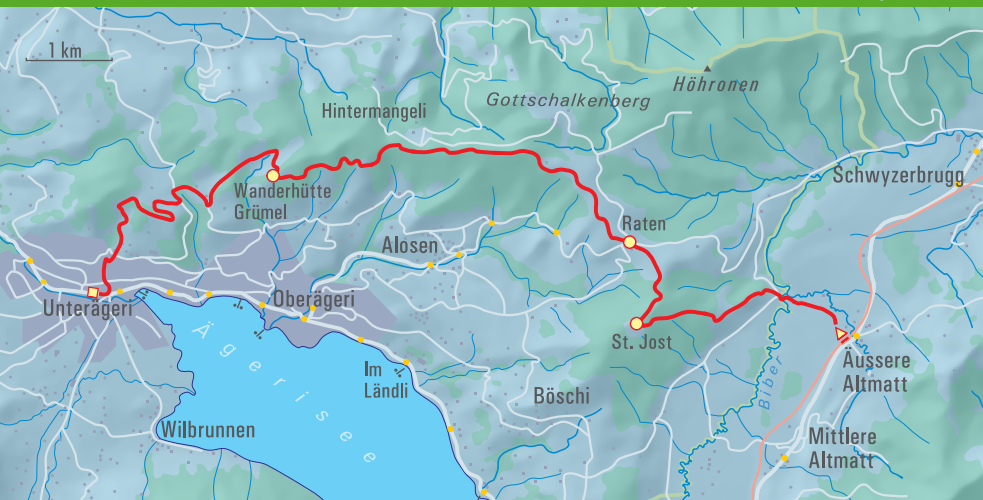 1 km
Höhronen
Gottschalkenberg
Hintermangeli
Schwyzerbrugg
Wanderhütte
Grümel
Raten
Alosen
Oberägeri
Unterägeri
St. Jost
Ägerisee
Im
Ländli
Äussere
Altmatt
Biber
Böschi
Wilbrunnen
Mittlere
Altmatt